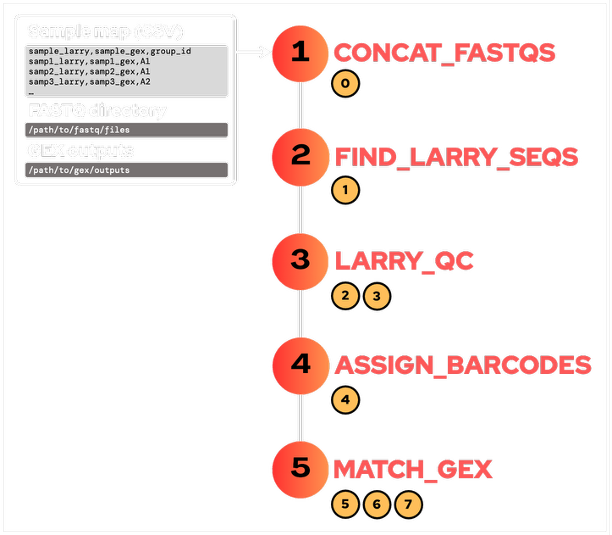 Sample map (CSV)
sample_larry,sample_gex,group_id
samp1_larry,samp1_gex,A1
samp2_larry,samp2_gex,A1
samp3_larry,samp3_gex,A2
…
FASTQ directory
/path/to/fastq/files
GEX outputs
/path/to/gex/outputs
1 CONCAT_FASTQS
0
2 FIND_LARRY_SEQS
1
3 LARRY_QC
2 3
4 ASSIGN_BARCODES
4
5 MATCH_GEX
5 6 7